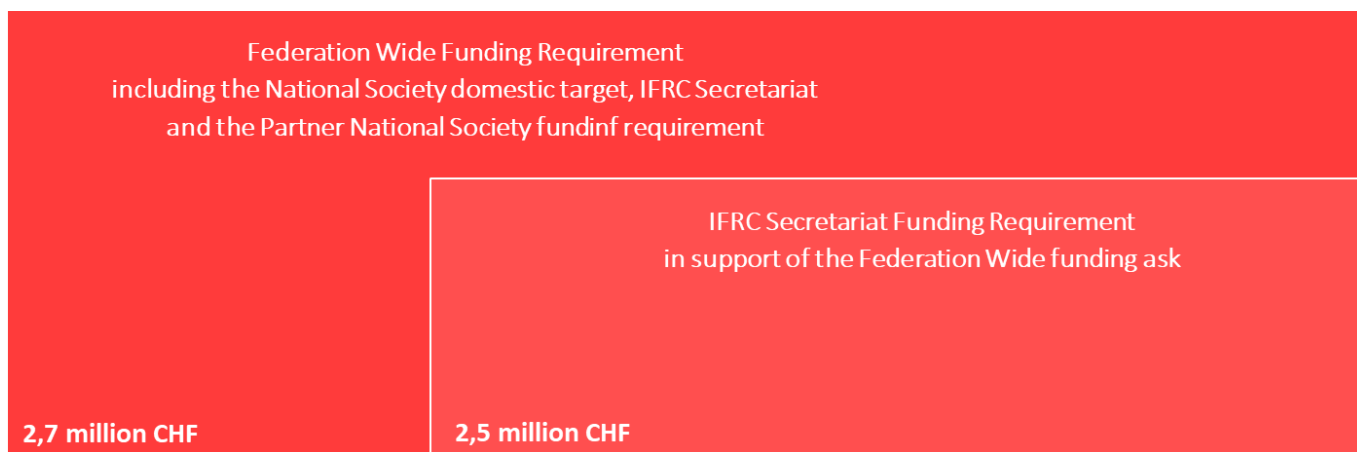 Federation Wide Funding Requirement
including the National Society domestic target, IFRC Secretariat
and the Partner National Society fundinf requirement
IFRC Secretariat Funding Requirement
in support of the Federation Wide funding ask
2,7 million CHF
2,5 million CHF